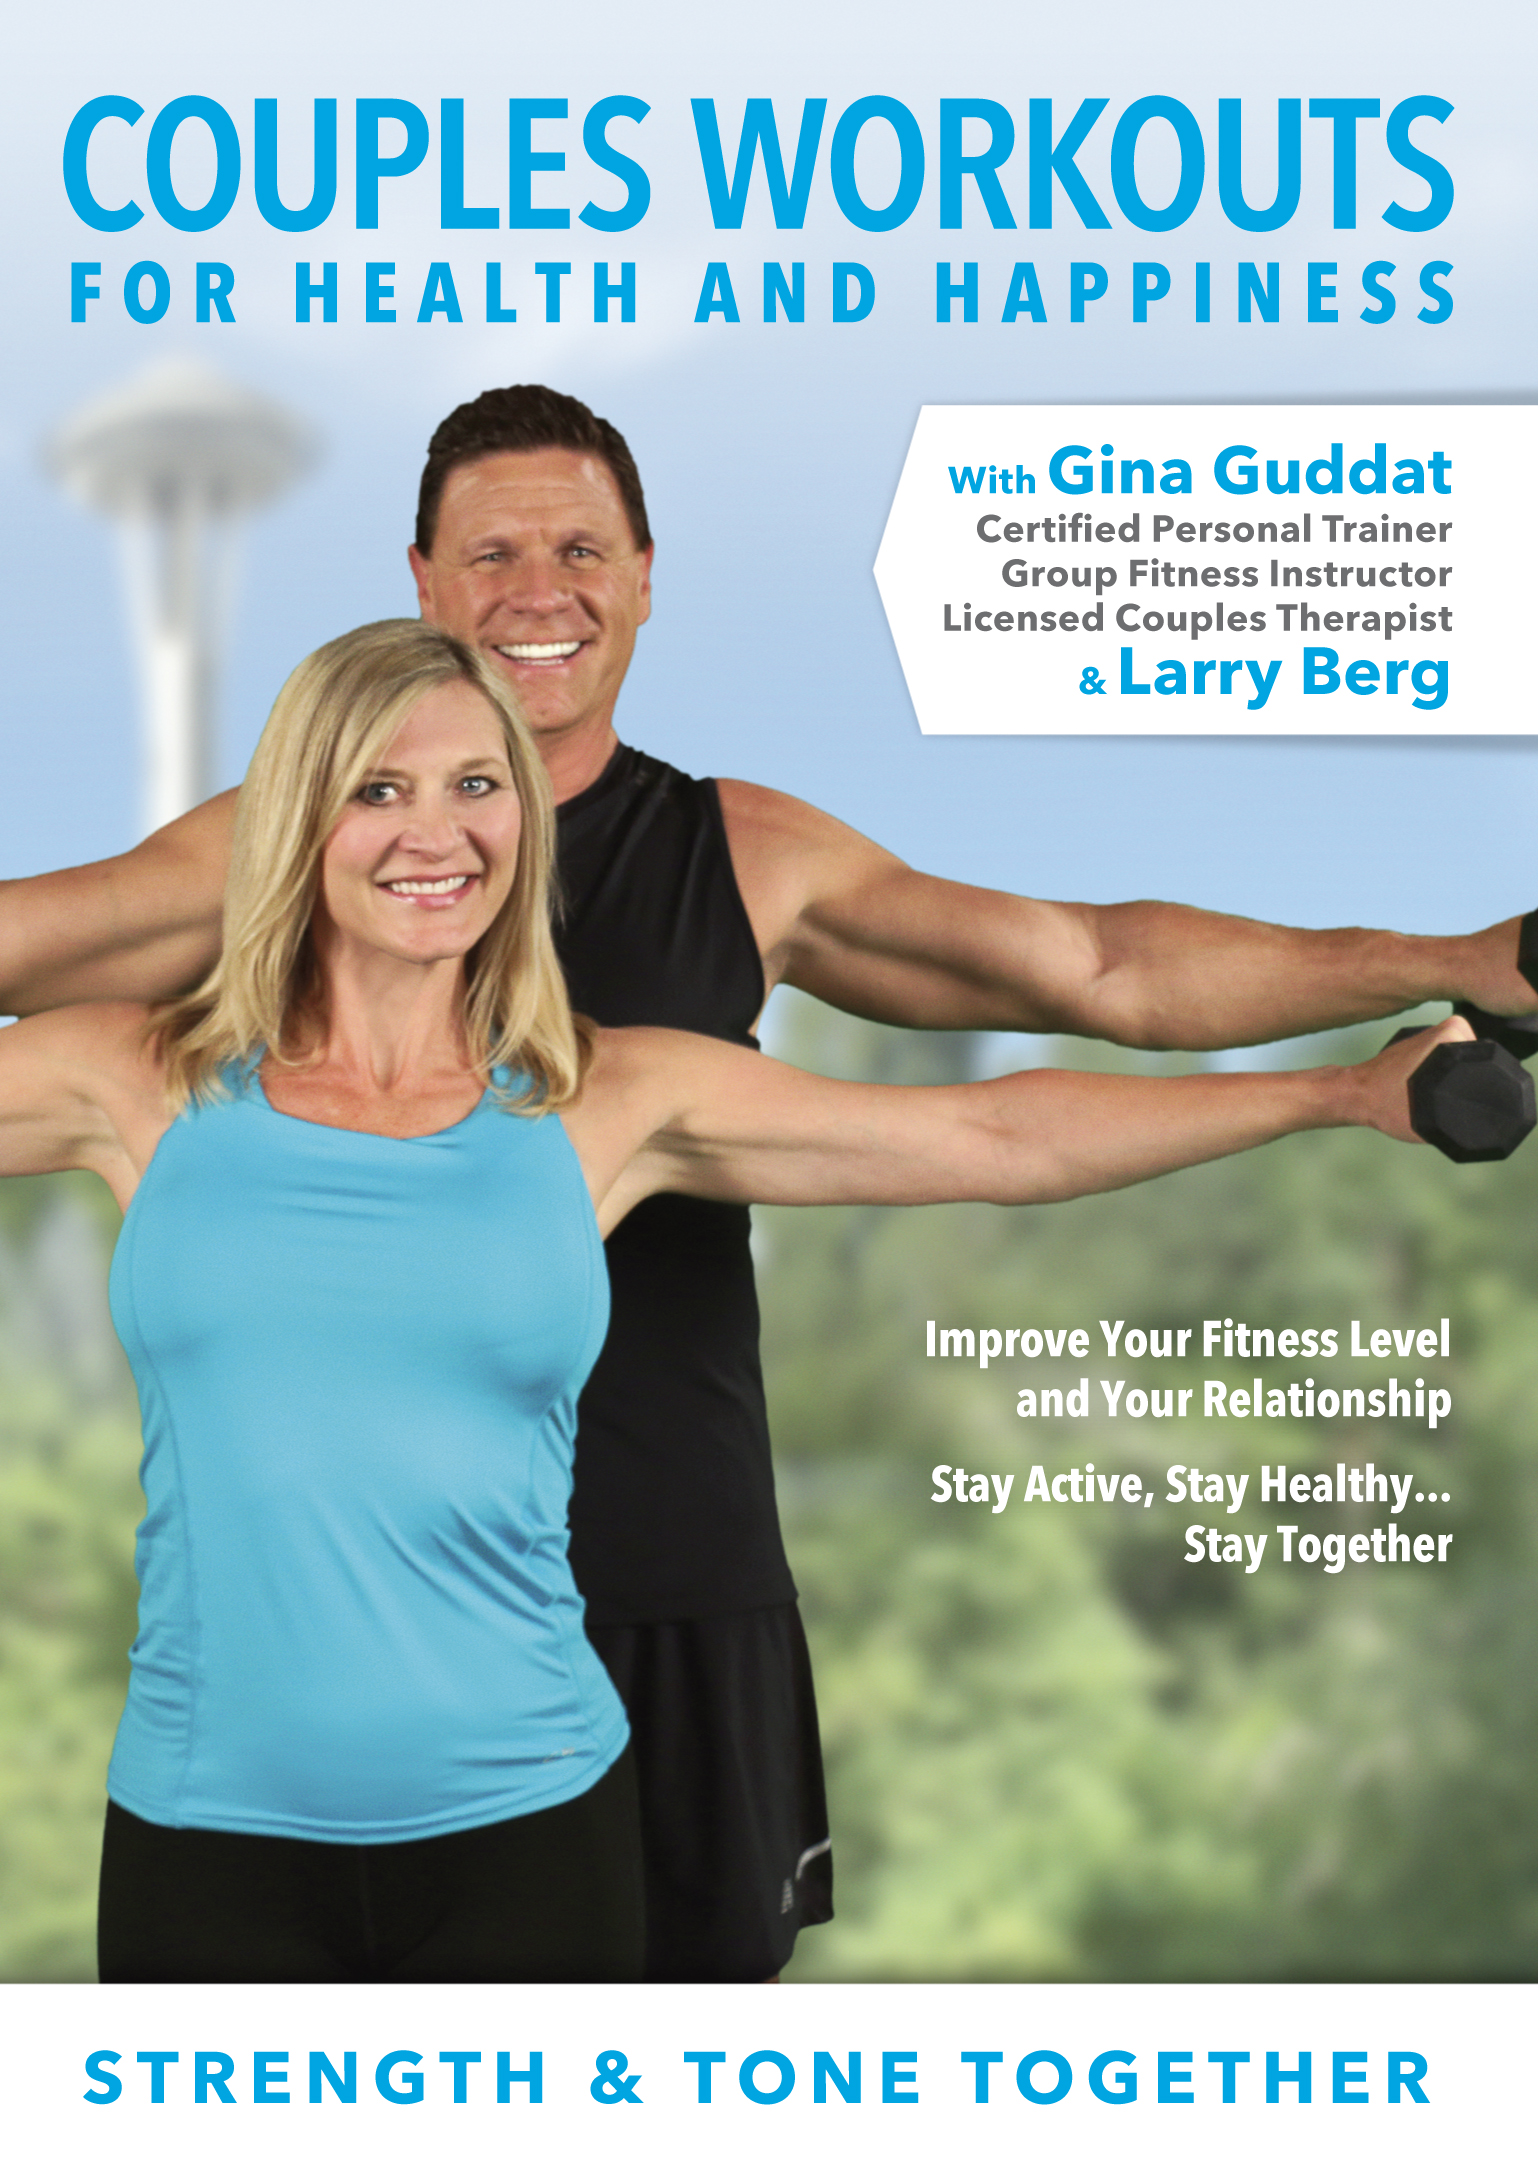 COUPLES WORKOUTS
FOR HEALTH AND HAPPINESS
With Gina Guddat
Certified Personal Trainer
Group Fitness Instructor
Licensed Couples Therapist
& Larry Berg
Improve Your Fitness Level
and Your Relationship
Stay Active, Stay Healthy...
Stay Together
STRENGTH & TONE TOGETHER